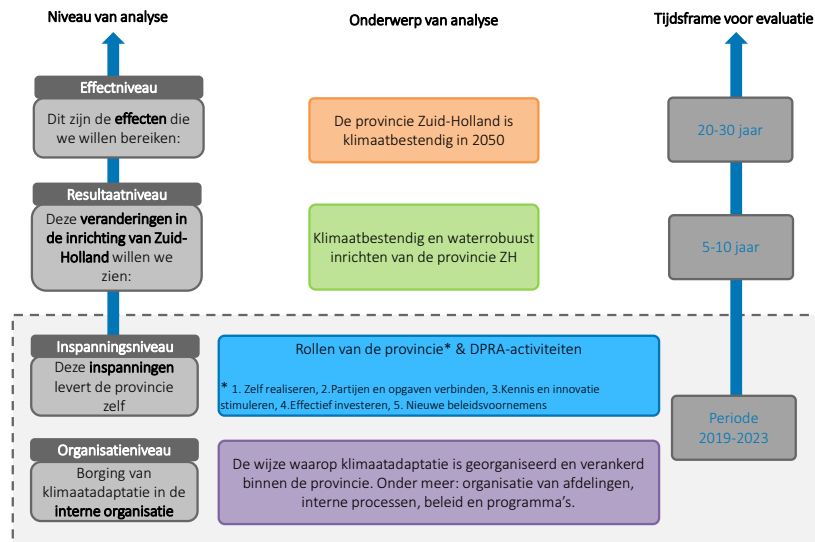 Niveau van analyse
Onderwerp van analyse
Tijdsframe voor evaluatie
Effectniveau
Dit zijn de effecten die
we willen bereiken:
De provincie Zuid-Holland is
klimaatbestendig in 2050
20-30 jaar
Resultaatniveau
Deze veranderingen in
de inrichting van Zuid-
Holland willen we
zien:
Klimaatbestendig en waterrobuust
inrichten van de provincie ZH
5-10 jaar
Inspanningsniveau
Deze inspanningen
levert de provincie
zelf
Rollen van de provincie* & DPRA-activiteiten
* 1. Zelf realiseren, 2.Partijen en opgaven verbinden, 3.Kennis en innovatie
stimuleren, 4.Effectief investeren, 5. Nieuwe beleidsvoornemens
Periode
2019-2023
Organisatieniveau
Borging van
klimaatadaptatie in de
interne organisatie
De wijze waarop klimaatadaptatie is georganiseerd en verankerd
binnen de provincie. Onder meer: organisatie van afdelingen,
interne processen, beleid en programma’s.